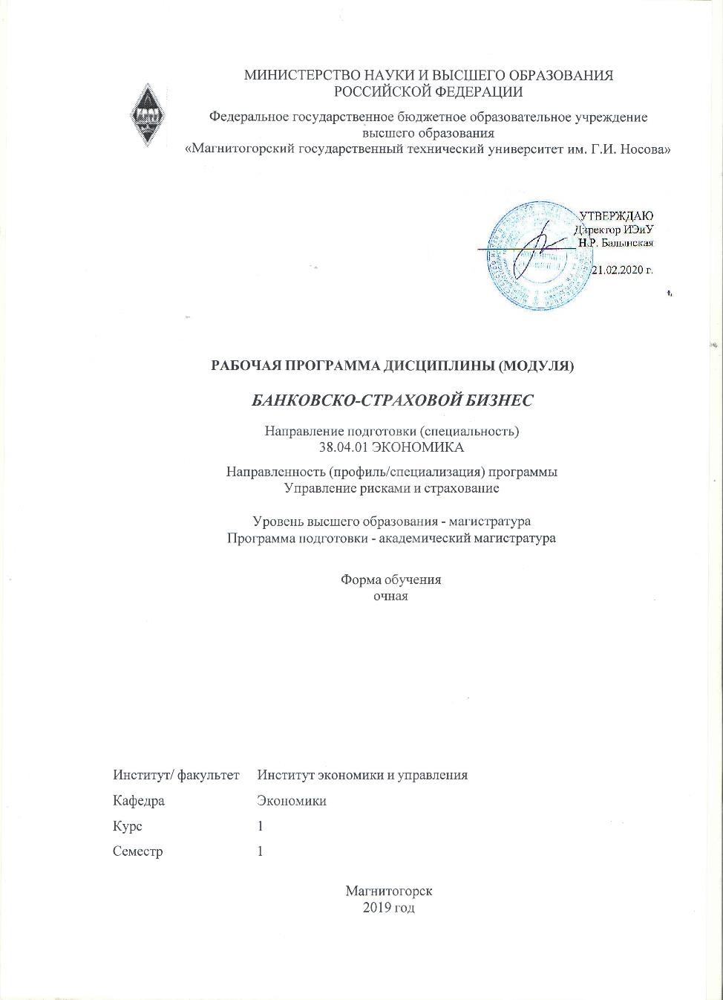 МИНИСТЕРСТВО НАУКИ И ВЫСШЕГО ОБРАЗОВАНИЯ
РОССИЙСКОЙ ФЕДЕРАЦИИ
Федеральное государственное бюджетное образовательное учреждение
высшего образования
«Магнитогорский государственный технический университет им. Г.И. Носова»
УТВЕРЖДАЮ
Директор ИЭиУ
Н.Р. Балынская
21.02.2020 г.
РАБОЧАЯ ПРОГРАММА ДИСЦИПЛИНЫ (МОДУЛЯ)
БАНКОВСКО-СТРАХОВОЙ БИЗНЕС
Направление подготовки (специальность)
38.04.01 ЭКОНОМИКА
Направленность (профиль/специализация) программы
Управление рисками и страхование
Уровень высшего образования - магистратура
Программа подготовки - академический магистратура
Форма обучения
очная
Институт/ факультет Институт экономики и управления
Кафедра Экономики
Курс 1
Семестр 1
Магнитогорск
2019 год